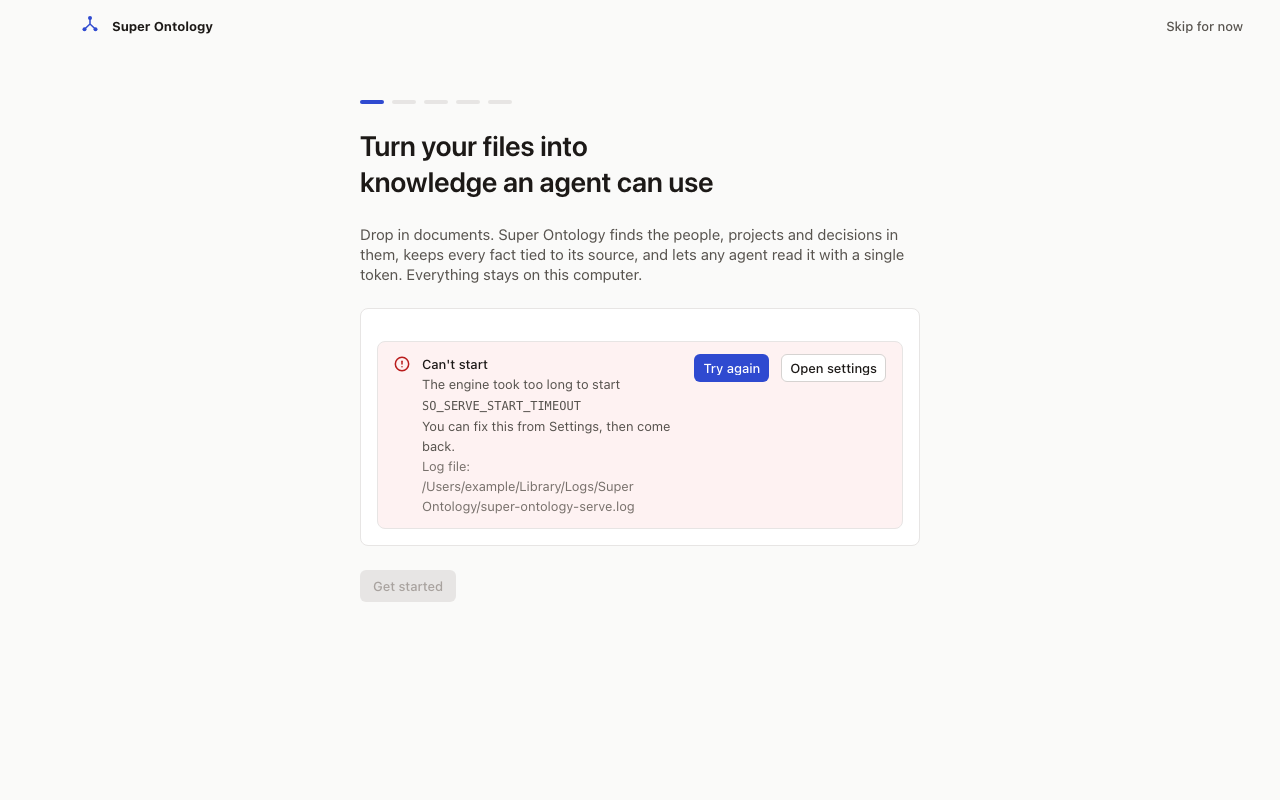 Super Ontology
Skip for now
Turn your files into
knowledge an agent can use
Drop in documents. Super Ontology finds the people, projects and decisions in
them, keeps every fact tied to its source, and lets any agent read it with a single
token. Everything stays on this computer.
Can't start
The engine took too long to start
SO_SERVE_START_TIMEOUT
You can fix this from Settings, then come
back.
Log file:
/Users/example/Library/Logs/Super
Ontology/super-ontology-serve.log
Try again
Open settings
Get started